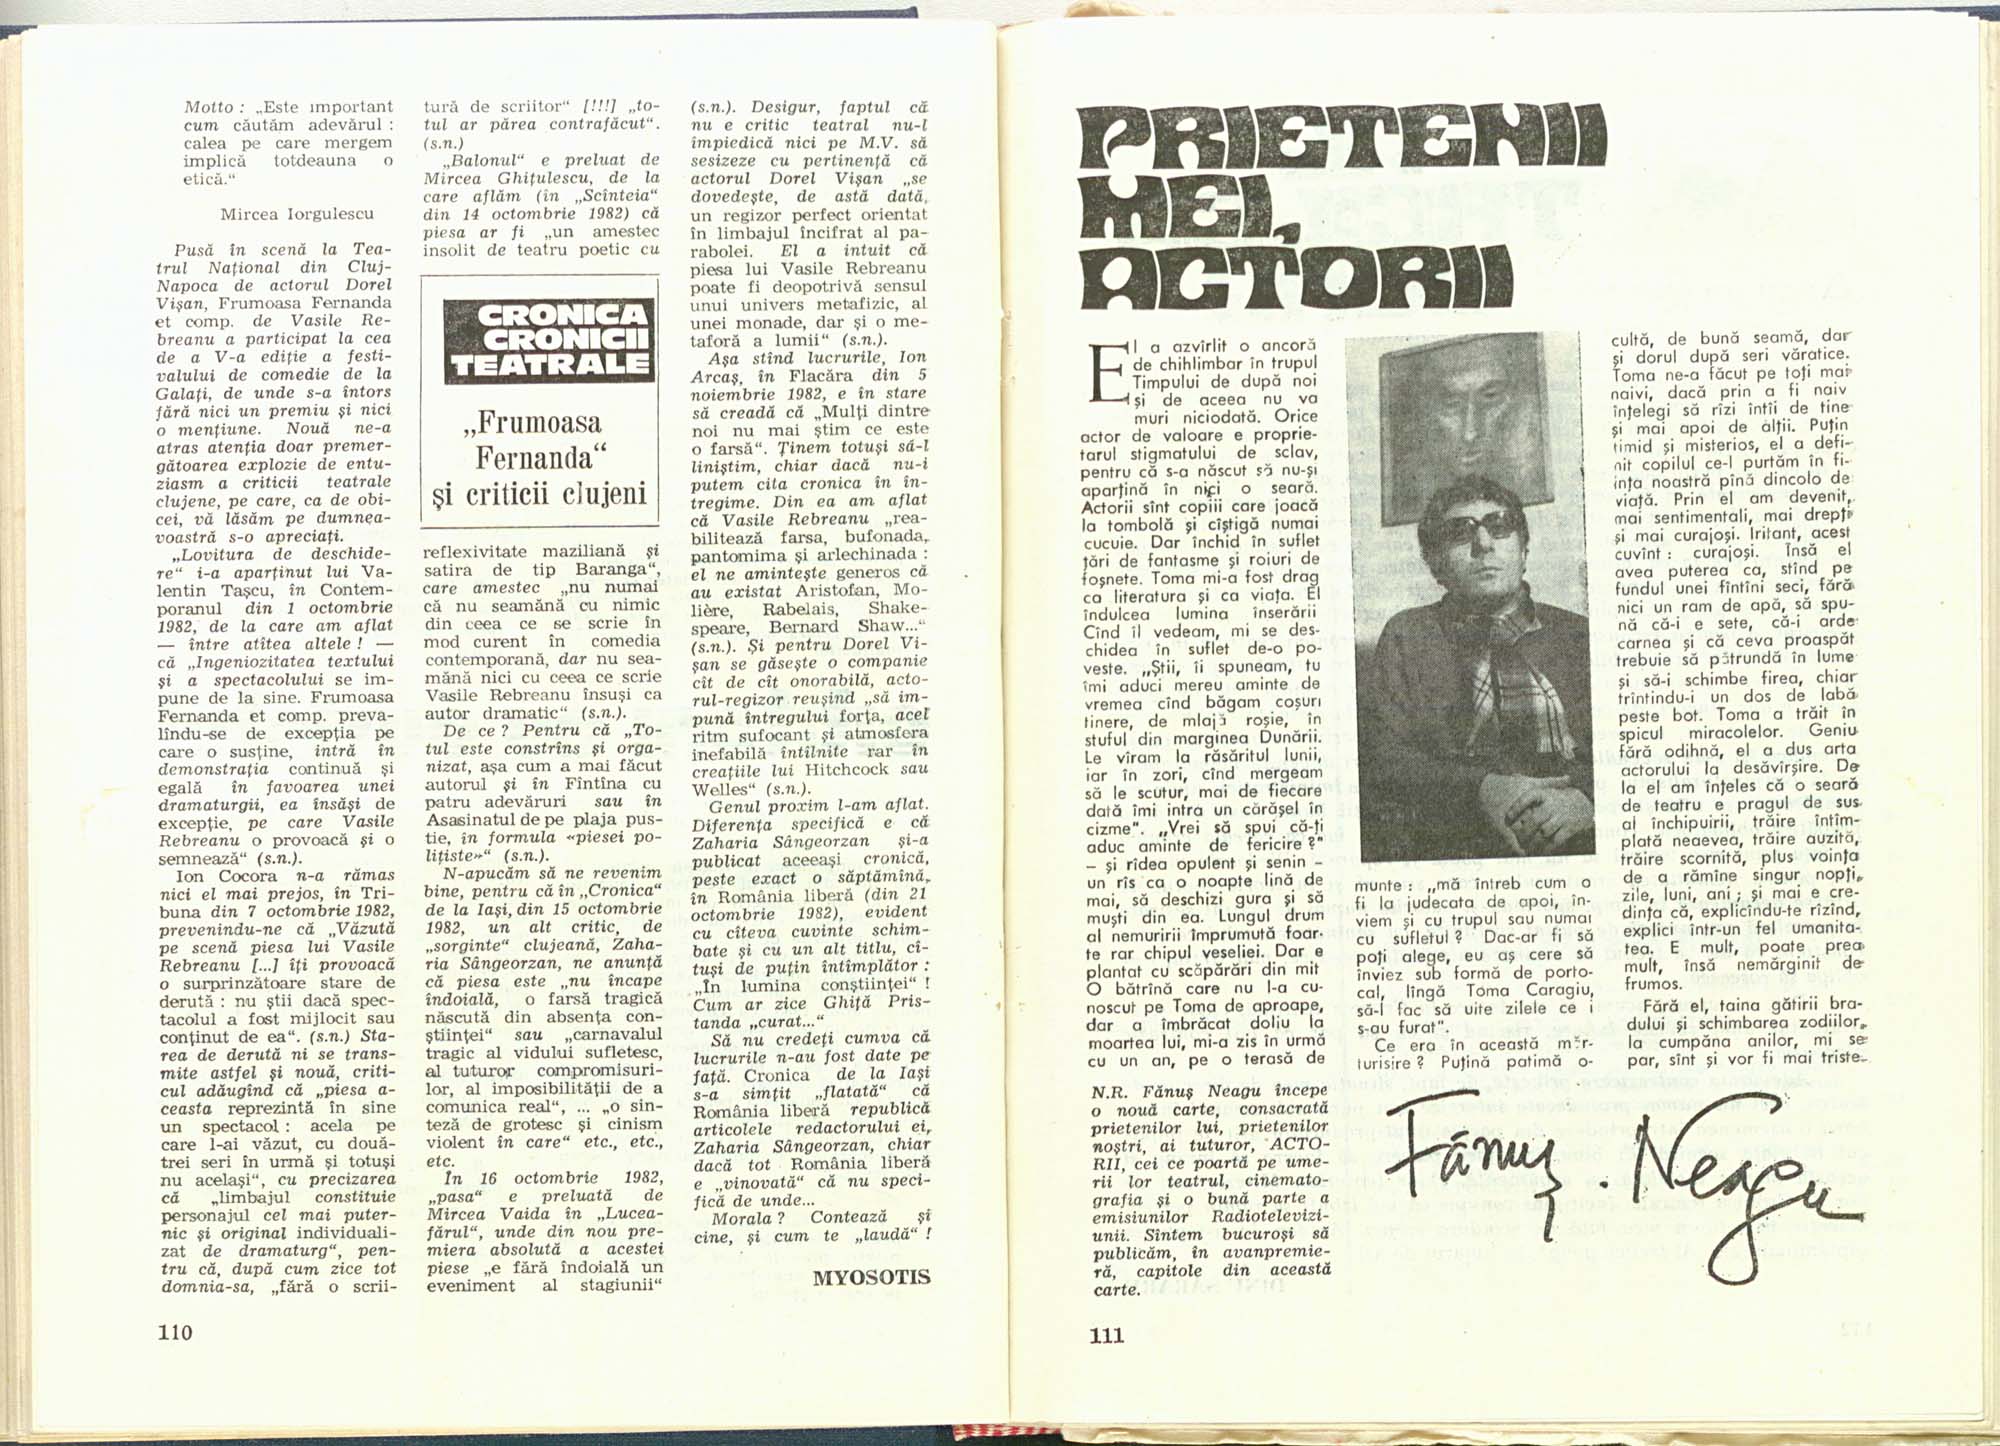 Motto : „Este important
cum căutăm adevărul :
calea pe care mergem
implică totdeauna o
etică.“
Mircea Iorgulescu
Pusă în scenă la Tea-
trul Național din Cluj-
Napoca de actorul Dorel
Vișan, Frumoasa Fernanda
et comp. de Vasile Re-
breanu a participat la cea
de a V-a ediție a festi-
valului de comedie de la
Galați, de unde s-a întors
fără nici un premiu și nici
o mențiune. Nouă ne-a
atras atenția doar premer-
gătoarea explozie de entu-
ziasm a criticii teatrale
clujene, pe care, ca de obi-
cei, vă lăsăm pe dumnea-
voastră s-o apreciați.
„Lovitura de deschide-
re“ i-a aparținut lui Va-
lentin Tașcu, în Contem-
poranul din 1 octombrie
1982, de la care am aflat
— între atîtea altele ! —
că „Ingeniozitatea textului
și a spectacolului se im-
pune de la sine. Frumoasa
Fernanda et comp. preva-
lîndu-se de excepția pe
care o susține, intră în
demonstrația continuă și
egală în favoarea unei
dramaturgii, ea însăși de
excepție, pe care Vasile
Rebreanu o provoacă și o
semnează“ (s.n.).
Ion Cocora n-a rămas
nici el mai prejos, în Tri-
buna din 7 octombrie 1982,
prevenindu-ne că „Văzută
pe scenă piesa lui Vasile
Rebreanu [...] îți provoacă
o surprinzătoare stare de
derută : nu știi dacă spec-
tacolul a fost mijlocit sau
conținut de ea“. (s.n.) Sta-
rea de derută ni se trans-
mite astfel și nouă, criti-
cul adăugînd că „piesa a-
ceasta reprezintă în sine
un spectacol : acela pe
care l-ai văzut, cu două-
trei seri în urmă și totuși
nu același“, cu precizarea
că „limbajul constituie
personajul cel mai puter-
nic și original individuali-
zat de dramaturg“, pen-
tru că, după cum zice tot
domnia-sa, „fără o scrii-
110
tură de scriitor“ [!!!] „to-
tul ar părea contrafăcut“.
(s.n.)
„Balonul“ e preluat de
Mircea Ghițulescu, de la
care aflăm (în „Scînteia“
din 14 octombrie 1982) că
piesa ar fi „un amestec
insolit de teatru poetic cu
CRONICA
CRONICII
TEATRALE
„Frumoasa
Fernanda“
și criticii clujeni
reflexivitate maziliană și
satira de tip Baranga“,
care amestec „nu numai
că nu seamănă cu nimic
din ceea ce se scrie în
mod curent în comedia
contemporană, dar nu sea-
mănă nici cu ceea ce scrie
Vasile Rebreanu însuși ca
autor dramatic“ (s.n.).
De ce ? Pentru că „To-
tul este constrîns și orga-
nizat, așa cum a mai făcut
autorul și în Fîntîna cu
patru adevăruri sau în
Asasinatul de pe plaja pus-
tie, în formula «piesei po-
lițiste»“ (s.n.).
N-apucăm să ne revenim
bine, pentru că în „Cronica“
de la Iași, din 15 octombrie
1982, un alt critic, de
„sorginte“ clujeană, Zaha-
ria Sângeorzan, ne anunță
că piesa este „nu încape
îndoială, o farsă tragică
născută din absența con-
științei“ sau „carnavalul
tragic al vidului sufletesc,
al tuturor compromisuri-
lor, al imposibilității de a
comunica real“, ... „o sin-
teză de grotesc și cinism
violent în care“ etc., etc.,
etc.
În 16 octombrie 1982,
„pasa“ e preluată de
Mircea Vaida în „Lucea-
fărul“, unde din nou pre-
miera absolută a acestei
piese „e fără îndoială un
eveniment al stagiunii“
(s.n.). Desigur, faptul că
nu e critic teatral nu-l
împiedică nici pe M.V. să
sesizeze cu pertinență că
actorul Dorel Vișan „se
dovedește, de astă dată,
un regizor perfect orientat
în limbajul încifrat al pa-
rabolei. El a intuit că
piesa lui Vasile Rebreanu
poate fi deopotrivă sensul
unui univers metafizic, al
unei monade, dar și o me-
taforă a lumii“ (s.n.).
Așa stînd lucrurile, Ion
Arcaș, în Flacăra din 5
noiembrie 1982, e în stare
să creadă că „Mulți dintre
noi nu mai știm ce este
o farsă“. Ținem totuși să-l
liniștim, chiar dacă nu-i
putem cita cronica în în-
tregime. Din ea am aflat
că Vasile Rebreanu „rea-
bilitează farsa, bufonada,
pantomima și arlechinada :
el ne amintește generos că
au existat Aristofan, Mo-
lière, Rabelais, Shake-
speare, Bernard Shaw...“
(s.n.). Și pentru Dorel Vi-
șan se găsește o companie
cît de cît onorabilă, acto-
rul-regizor reușind „să im-
pună întregului forța, acel
ritm sufocant și atmosfera
inefabilă întîlnite rar în
creațiile lui Hitchcock sau
Welles“ (s.n.).
Genul proxim l-am aflat.
Diferența specifică e că
Zaharia Sângeorzan și-a
publicat aceeași cronică,
peste exact o săptămînă,
în România liberă (din 21
octombrie 1982), evident
cu cîteva cuvinte schim-
bate și cu un alt titlu, cî-
tuși de puțin întîmplător :
„În lumina conștiinței“ !
Cum ar zice Ghiță Pris-
tanda „curat...“
Să nu credeți cumva că
lucrurile n-au fost date pe
față. Cronica de la Iași
s-a simțit „flatată“ că
România liberă republică
articolele redactorului ei,
Zaharia Sângeorzan, chiar
dacă tot România liberă
e „vinovată“ că nu speci-
fică de unde...
Morala ? Contează și
cine, și cum te „laudă“ !
MYOSOTIS
PRIETENII
MEI,
ACTORII
El a azvîrlit o ancoră
de chihlimbar în trupul
Timpului de după noi
și de aceea nu va
muri niciodată. Orice
actor de valoare e proprie-
tarul stigmatului de sclav,
pentru că s-a născut să nu-și
aparțină în nici o seară.
Actorii sînt copiii care joacă
la tombolă și cîștigă numai
cucuie. Dar închid în suflet
țări de fantasme și roiuri de
foșnete. Toma mi-a fost drag
ca literatura și ca viața. El
îndulcea lumina înserării
Cînd îl vedeam, mi se des-
chidea în suflet de-o po-
veste. „Știi, îi spuneam, tu
îmi aduci mereu aminte de
vremea cînd băgam coșuri
tinere, de mlajă roșie, în
stuful din marginea Dunării.
Le vîram la răsăritul lunii,
iar în zori, cînd mergeam
să le scutur, mai de fiecare
dată îmi intra un cărășel în
cizme“. „Vrei să spui că-ți
aduc aminte de fericire ?“
– și rîdea opulent și senin –
un rîs ca o noapte lină de
mai, să deschizi gura și să
muști din ea. Lungul drum
al nemuririi împrumută foar-
te rar chipul veseliei. Dar e
plantat cu scăpărări din mit
O bătrînă care nu l-a cu-
noscut pe Toma de aproape,
dar a îmbrăcat doliu la
moartea lui, mi-a zis în urmă
cu un an, pe o terasă de
N.R. Fănuș Neagu începe
o nouă carte, consacrată
prietenilor lui, prietenilor
noștri, ai tuturor, ACTO-
RII, cei ce poartă pe ume-
rii lor teatrul, cinemato-
grafia și o bună parte a
emisiunilor Radioteleviziu-
unii. Sîntem bucuroși să
publicăm, în avanpremie-
ră, capitole din această
carte.
111
munte : „mă întreb cum o
fi la judecata de apoi, în-
viem și cu trupul sau numai
cu sufletul ? Dac-ar fi să
poți alege, eu aș cere să
înviez sub formă de porto-
cal, lîngă Toma Caragiu,
să-l fac să uite zilele ce i
s-au furat“.
Ce era în această măr-
turisire ? Puțină patimă o-
cultă, de bună seamă, dar
și dorul după seri văratice.
Toma ne-a făcut pe toți mai
naivi, dacă prin a fi naiv
înțelegi să rîzi întîi de tine
și mai apoi de alții. Puțin
timid și misterios, el a defi-
nit copilul ce-l purtăm în fi-
ința noastră pînă dincolo de
viață. Prin el am devenit,
mai sentimentali, mai drepți
și mai curajoși. Iritant, acest
cuvînt : curajoși. Însă el
avea puterea ca, stînd pe
fundul unei fîntîni seci, fără
nici un ram de apă, să spu-
nă că-i e sete, că-i arde
carnea și că ceva proaspăt
trebuie să pătrundă în lume
și să-i schimbe firea, chiar
trîntindu-i un dos de labă
peste bot. Toma a trăit în
spicul miracolelor. Geniu
fără odihnă, el a dus arta
actorului la desăvîrșire. De
la el am înțeles că o seară
de teatru e pragul de sus
al închipuirii, trăire întîm-
plată neaevea, trăire auzită,
trăire scornită, plus voința
de a rămîne singur nopți,
zile, luni, ani ; și mai e cre-
dința că, explicîndu-te rîzînd,
explici într-un fel umanita-
tea. E mult, poate prea
mult, însă nemărginit de
frumos.
Fără el, taina gătirii bra-
dului și schimbarea zodiilor,
la cumpăna anilor, mi se
par, sînt și vor fi mai triste.
Fănuș Neagu